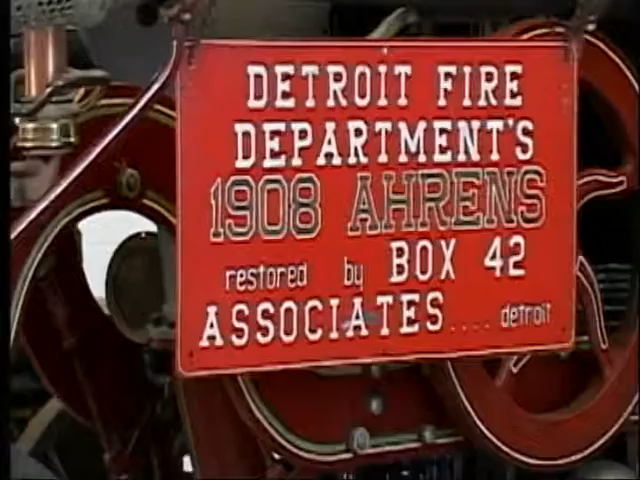 DETROIT FIRE
DEPARTMENT'S
1908 AHRENS
restored by BOX 42
ASSOCIATES.... detroit